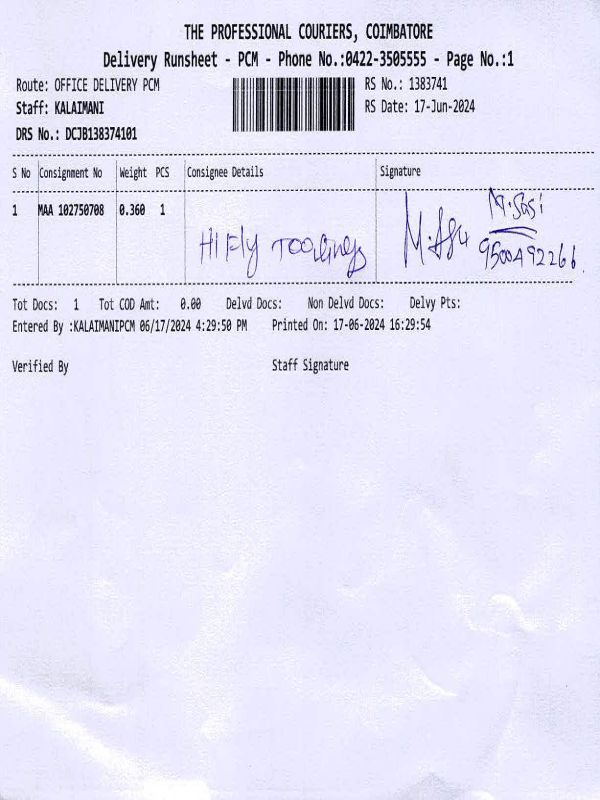 THE PROFESSIONAL COURIERS, COIMBATORE
Delivery Runsheet - PCM - Phone No.:0422-3505555 - Page No.:1
Route: OFFICE DELIVERY PCM
RS No.: 1383741
Staff: KALAIMANI
RS Date: 17-Jun-2024
DRS No.: DCJB138374101
S No Consignment No Weight PCS Consignee Details Signature
1 MAA 102750708 0.360 1
Hi Fly Toolings
M.Sasi
9500492266
Tot Docs: 1 Tot COD Amt: 0.00 Delvd Docs: Non Delvd Docs: Delvy Pts:
Entered By :KALAIMANIPCM 06/17/2024 4:29:50 PM Printed On: 17-06-2024 16:29:54
Verified By Staff Signature